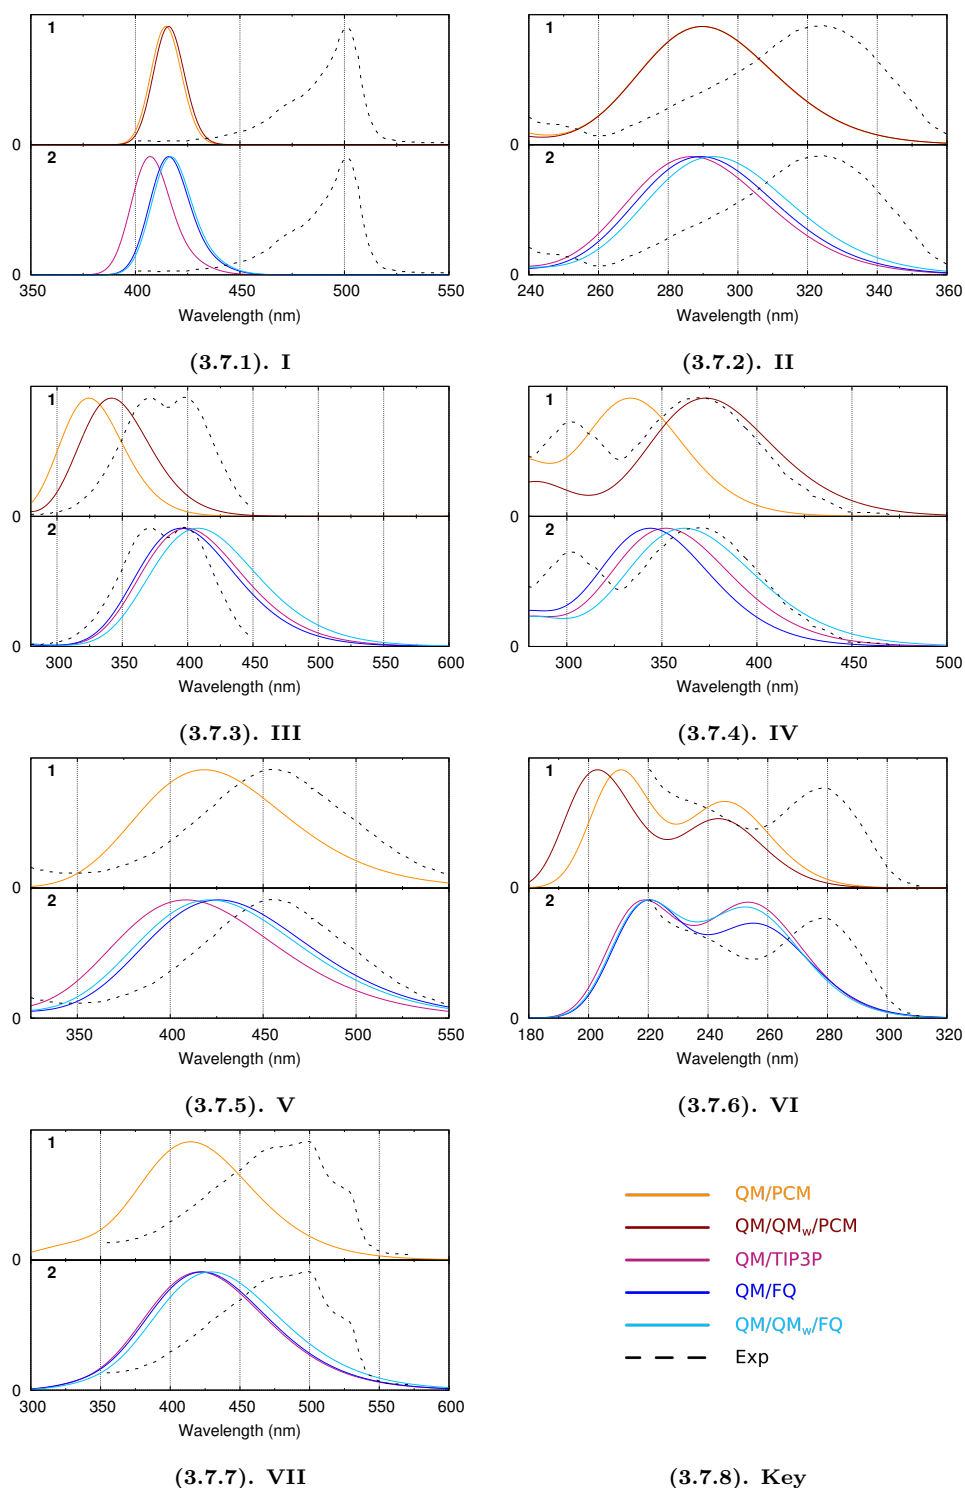 1
0
2
0
350 400 450 500 550
Wavelength (nm)
(3.7.1). I
1
0
2
0
240 260 280 300 320 340 360
Wavelength (nm)
(3.7.2). II
1
0
2
0
300 350 400 450 500 550 600
Wavelength (nm)
(3.7.3). III
1
0
2
0
300 350 400 450 500
Wavelength (nm)
(3.7.4). IV
1
0
2
0
350 400 450 500 550
Wavelength (nm)
(3.7.5). V
1
0
2
0
180 200 220 240 260 280 300 320
Wavelength (nm)
(3.7.6). VI
1
0
2
0
300 350 400 450 500 550 600
Wavelength (nm)
(3.7.7). VII
QM/PCM
QM/QMw/PCM
QM/TIP3P
QM/FQ
QM/QMw/FQ
Exp
(3.7.8). Key